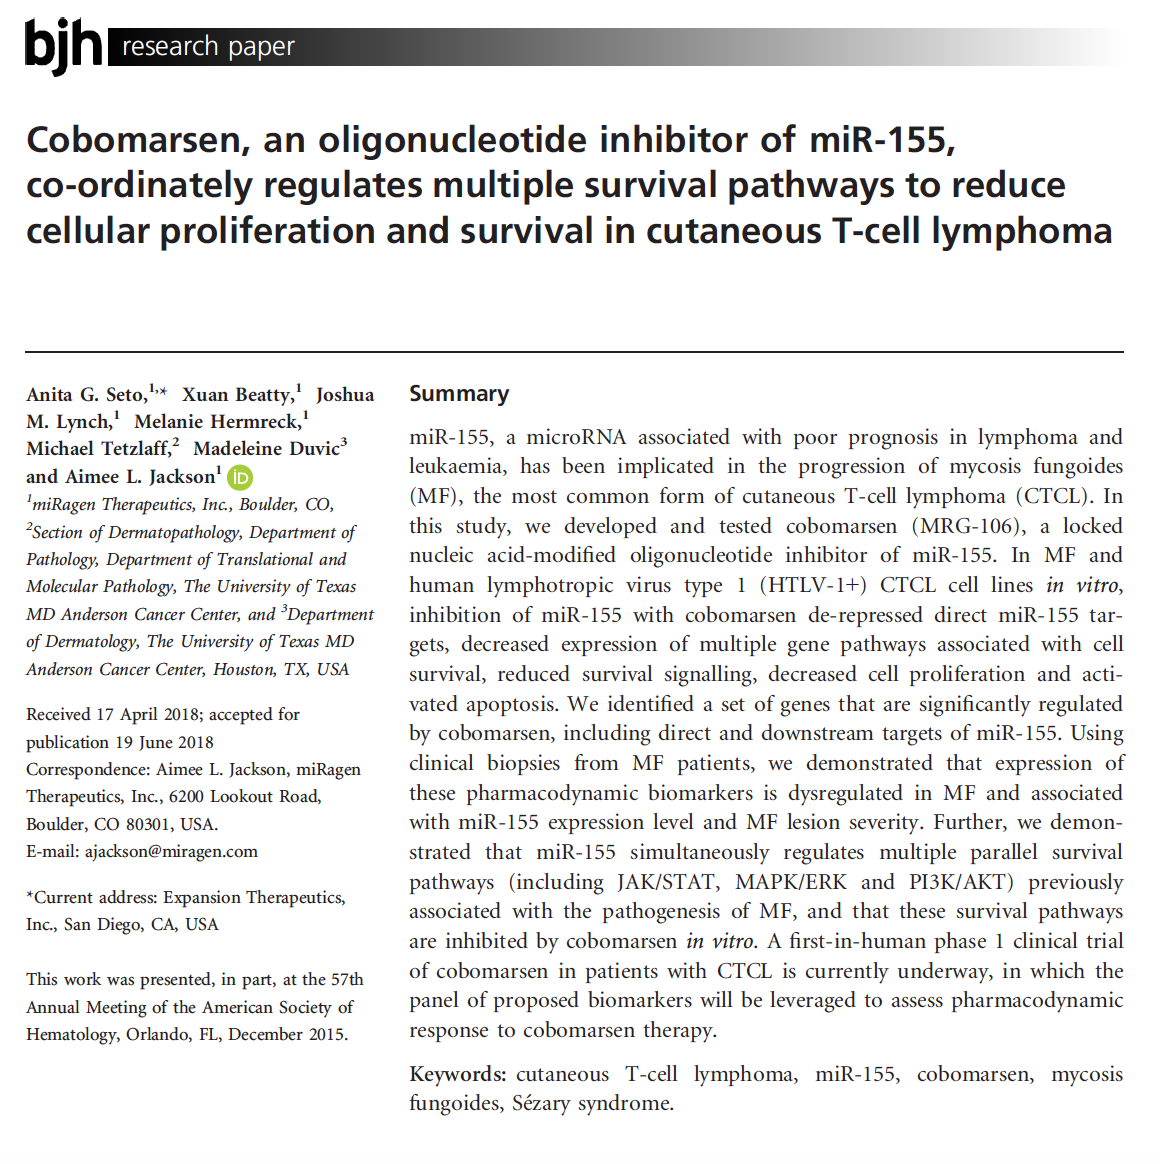 bjh research paper
Cobomarsen, an oligonucleotide inhibitor of miR-155,
co-ordinately regulates multiple survival pathways to reduce
cellular proliferation and survival in cutaneous T-cell lymphoma
Anita G. Seto,1,* Xuan Beatty,1 Joshua
M. Lynch,1 Melanie Hermreck,1
Michael Tetzlaff,2 Madeleine Duvic3
and Aimee L. Jackson1 iD
1miRagen Therapeutics, Inc., Boulder, CO,
2Section of Dermatopathology, Department of
Pathology, Department of Translational and
Molecular Pathology, The University of Texas
MD Anderson Cancer Center, and 3Department
of Dermatology, The University of Texas MD
Anderson Cancer Center, Houston, TX, USA
Received 17 April 2018; accepted for
publication 19 June 2018
Correspondence: Aimee L. Jackson, miRagen
Therapeutics, Inc., 6200 Lookout Road,
Boulder, CO 80301, USA.
E-mail: ajackson@miragen.com
*Current address: Expansion Therapeutics,
Inc., San Diego, CA, USA
This work was presented, in part, at the 57th
Annual Meeting of the American Society of
Hematology, Orlando, FL, December 2015.
Summary
miR-155, a microRNA associated with poor prognosis in lymphoma and
leukaemia, has been implicated in the progression of mycosis fungoides
(MF), the most common form of cutaneous T-cell lymphoma (CTCL). In
this study, we developed and tested cobomarsen (MRG-106), a locked
nucleic acid-modified oligonucleotide inhibitor of miR-155. In MF and
human lymphotropic virus type 1 (HTLV-1+) CTCL cell lines in vitro,
inhibition of miR-155 with cobomarsen de-repressed direct miR-155 tar-
gets, decreased expression of multiple gene pathways associated with cell
survival, reduced survival signalling, decreased cell proliferation and acti-
vated apoptosis. We identified a set of genes that are significantly regulated
by cobomarsen, including direct and downstream targets of miR-155. Using
clinical biopsies from MF patients, we demonstrated that expression of
these pharmacodynamic biomarkers is dysregulated in MF and associated
with miR-155 expression level and MF lesion severity. Further, we demon-
strated that miR-155 simultaneously regulates multiple parallel survival
pathways (including JAK/STAT, MAPK/ERK and PI3K/AKT) previously
associated with the pathogenesis of MF, and that these survival pathways
are inhibited by cobomarsen in vitro. A first-in-human phase 1 clinical trial
of cobomarsen in patients with CTCL is currently underway, in which the
panel of proposed biomarkers will be leveraged to assess pharmacodynamic
response to cobomarsen therapy.
Keywords: cutaneous T-cell lymphoma, miR-155, cobomarsen, mycosis
fungoides, Sézary syndrome.